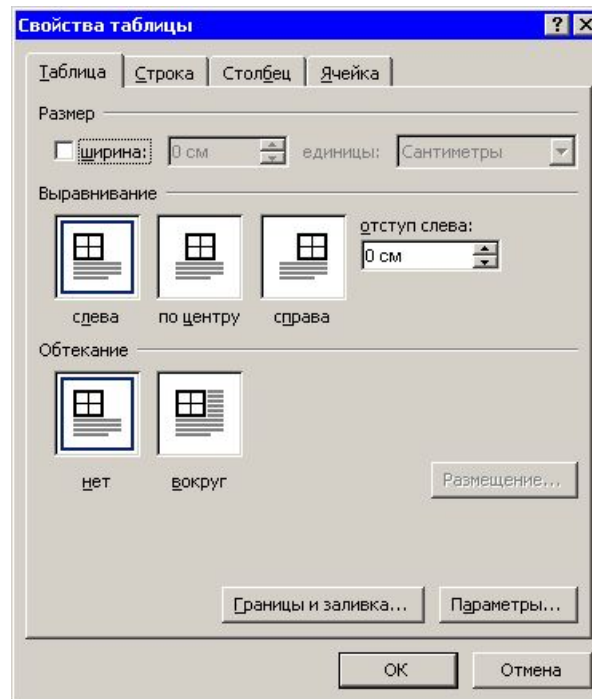 Свойства таблицы
Таблица Строка Столбец Ячейка
Размер
ширина: 0 см единицы: Сантиметры
Выравнивание
отступ слева:
0 см
слева по центру справа
Обтекание
нет вокруг
Размещение...
Границы и заливка... Параметры...
ОК Отмена